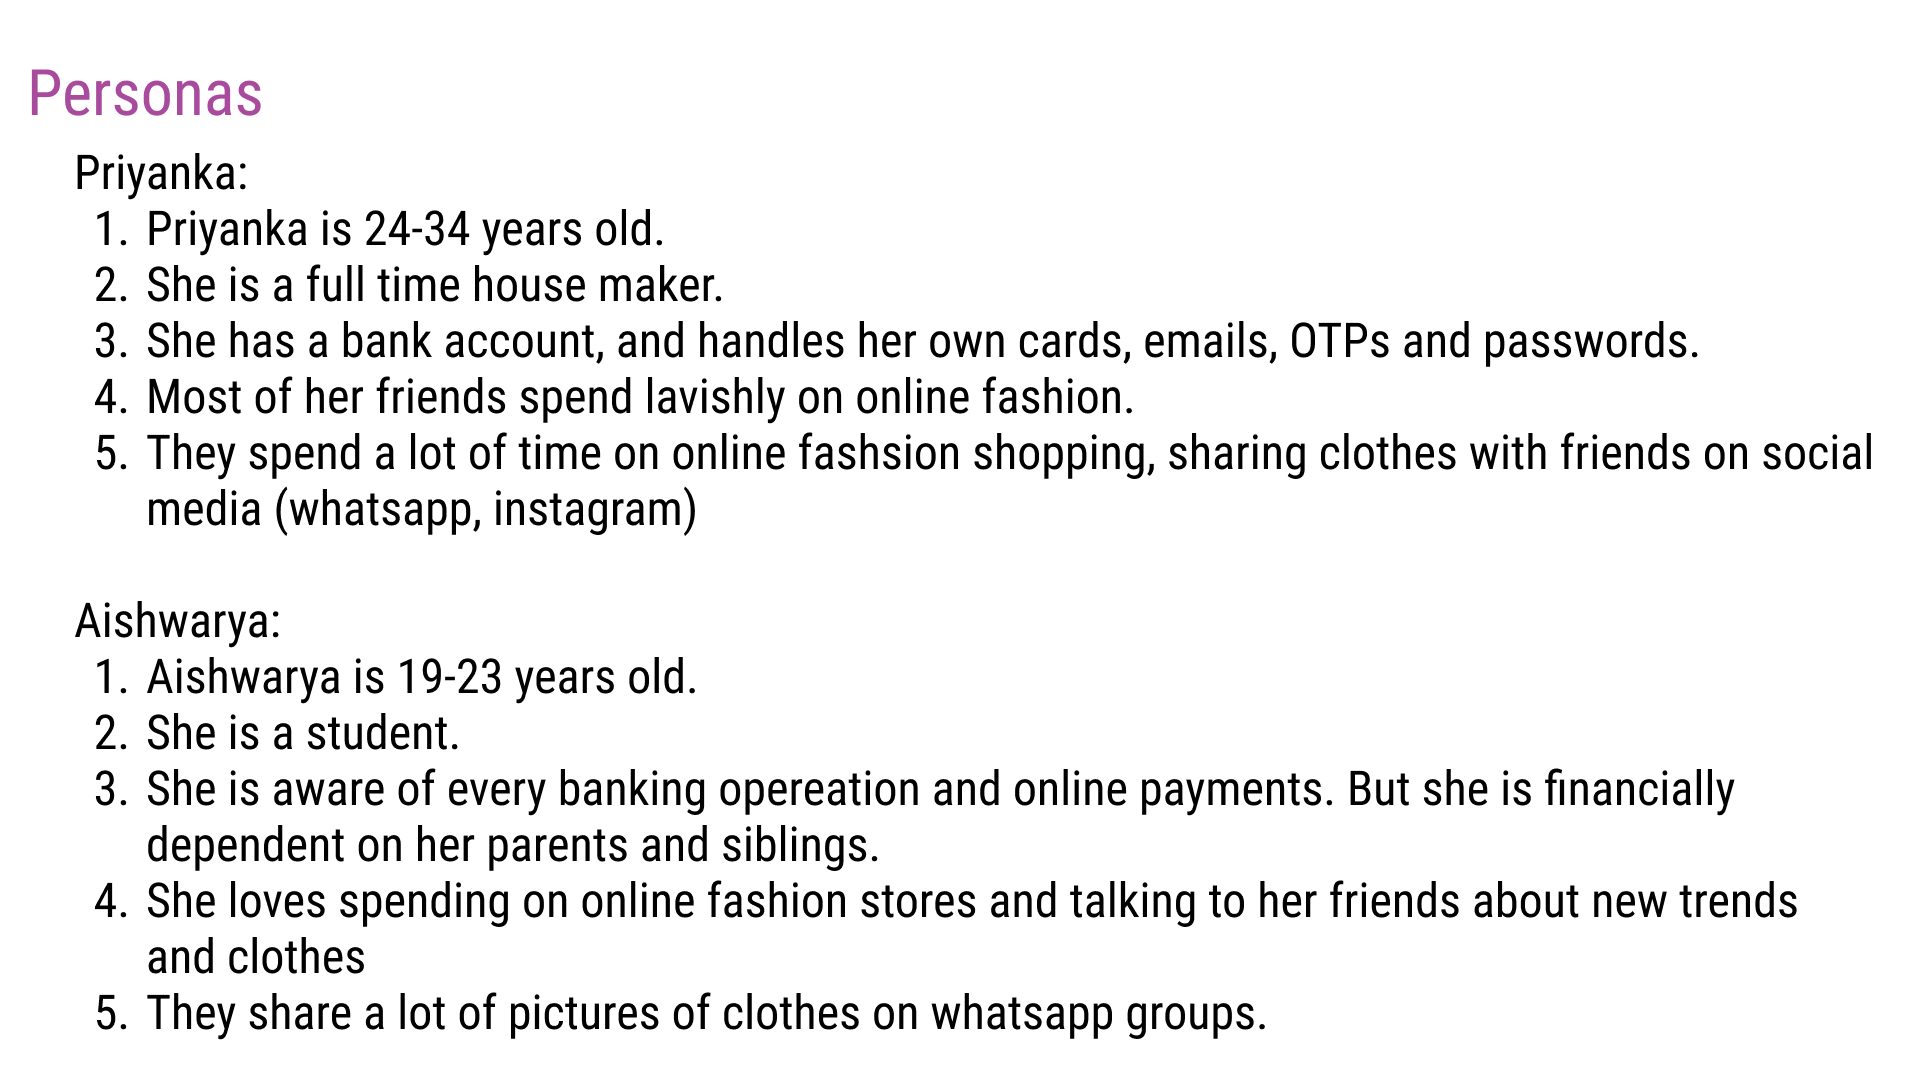 Personas
Priyanka:
1. Priyanka is 24-34 years old.
2. She is a full time house maker.
3. She has a bank account, and handles her own cards, emails, OTPs and passwords.
4. Most of her friends spend lavishly on online fashion.
5. They spend a lot of time on online fashsion shopping, sharing clothes with friends on social
media (whatsapp, instagram)
Aishwarya:
1. Aishwarya is 19-23 years old.
2. She is a student.
3. She is aware of every banking opereation and online payments. But she is financially
dependent on her parents and siblings.
4. She loves spending on online fashion stores and talking to her friends about new trends
and clothes
5. They share a lot of pictures of clothes on whatsapp groups.